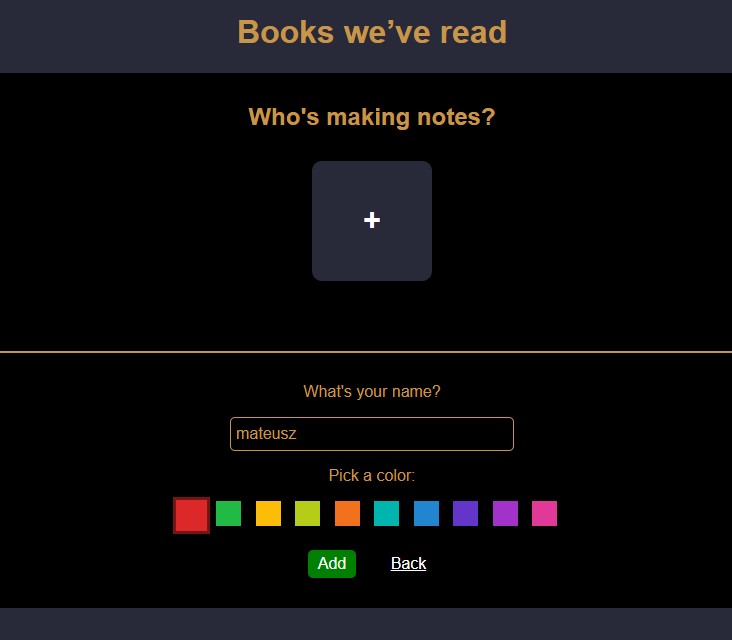 Books we’ve read
Who's making notes?
+
What's your name?
mateusz
Pick a color:
Add Back